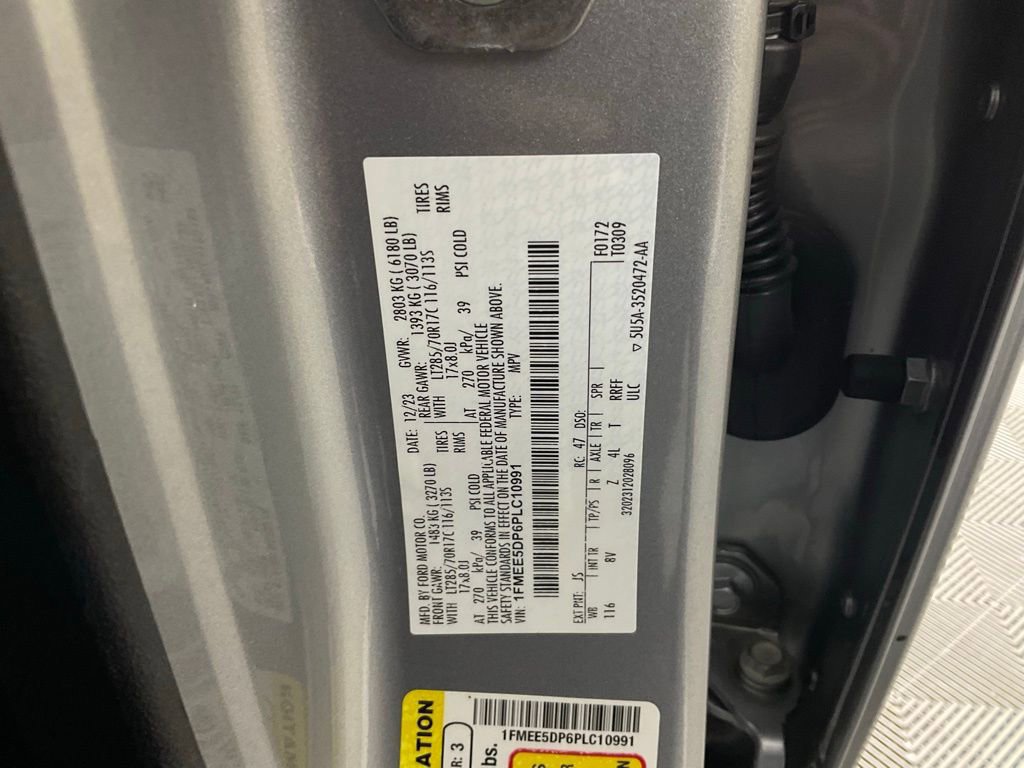 MFD. BY FORD MOTOR CO.
DATE: 12/23 GVWR: 2803 KG ( 6180 LB)
FRONT GAWR: 1483 KG ( 3270 LB) REAR GAWR: 1393 KG ( 3070 LB)
WITH LT285/70R17C 116/113S TIRES WITH LT285/70R17C 116/113S TIRES
17x8.0J RIMS 17x8.0J RIMS
AT 270 kPa/ 39 PSI COLD AT 270 kPa/ 39 PSI COLD
THIS VEHICLE CONFORMS TO ALL APPLICABLE FEDERAL MOTOR VEHICLE
SAFETY STANDARDS IN EFFECT ON THE DATE OF MANUFACTURE SHOWN ABOVE.
VIN: 1FMEE5DP6PLC10991 TYPE: MPV
EXT PNT: JS RC: 47 DSO: F0172
WB INT TR TP/PS R AXLE TR SPR T0309
116 8V Z 4L T RRFF
3202312028096 ULC
5U5A-3520472-AA
ATION
R: 3
1FMEE5DP6PLC10991
bs.